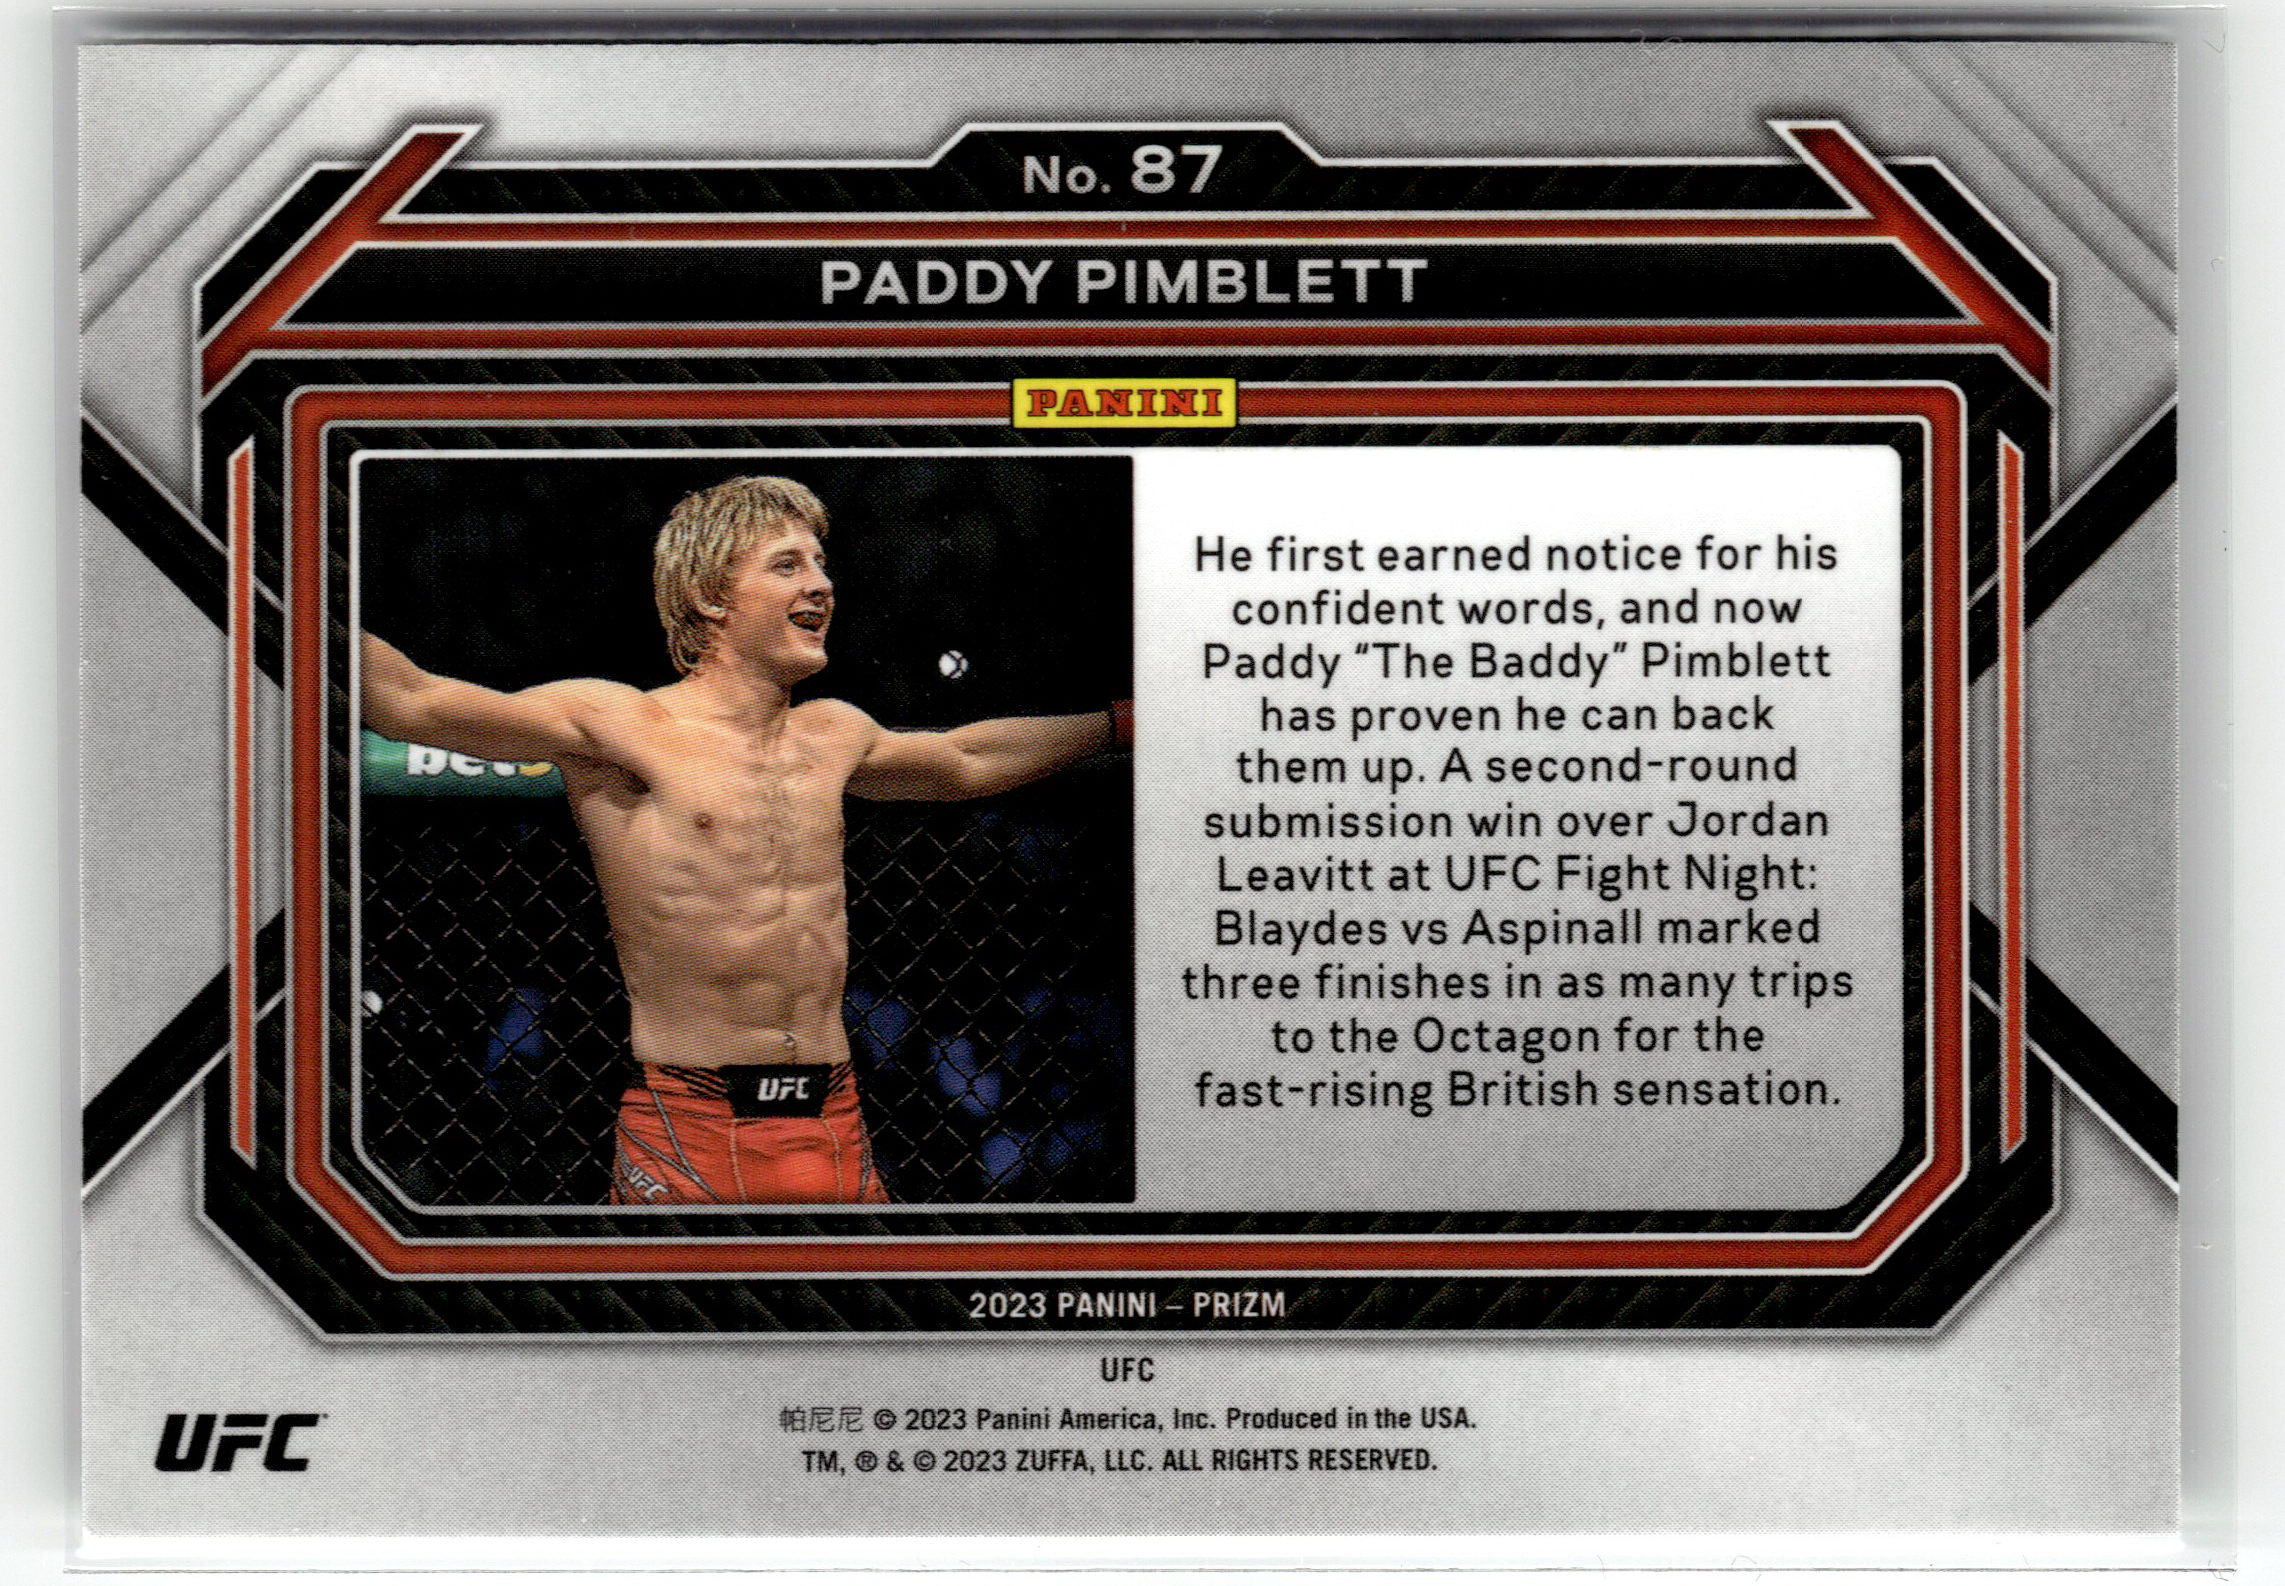 No. 87
PADDY PIMBLETT
PANINI
bet
UFC
UFC
He first earned notice for his
confident words, and now
Paddy “The Baddy” Pimblett
has proven he can back
them up. A second-round
submission win over Jordan
Leavitt at UFC Fight Night:
Blaydes vs Aspinall marked
three finishes in as many trips
to the Octagon for the
fast-rising British sensation.
2023 PANINI – PRIZM
UFC
UFC
帕尼尼 © 2023 Panini America, Inc. Produced in the USA.
TM, ® & © 2023 ZUFFA, LLC. ALL RIGHTS RESERVED.